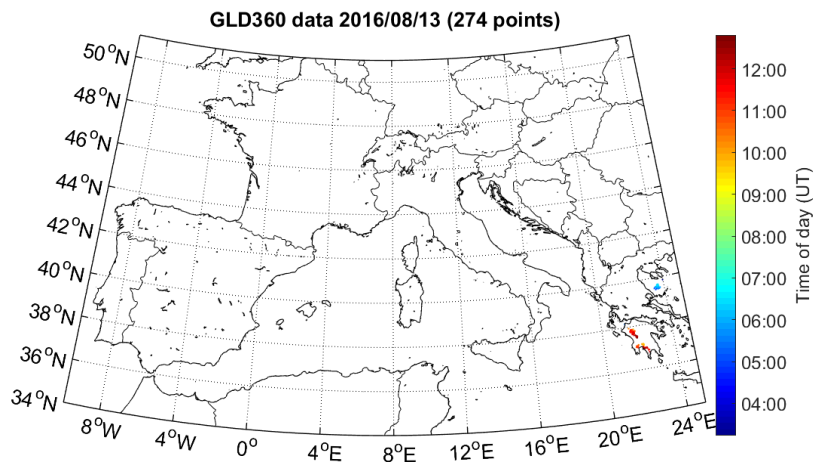 GLD360 data 2016/08/13 (274 points)
50°N
48°N
46°N
44°N
42°N
40°N
38°N
36°N
34°N
8°W
4°W
0°
4°E
8°E
12°E
16°E
20°E
24°E
12:00
11:00
10:00
09:00
08:00
07:00
06:00
05:00
04:00
Time of day (UT)